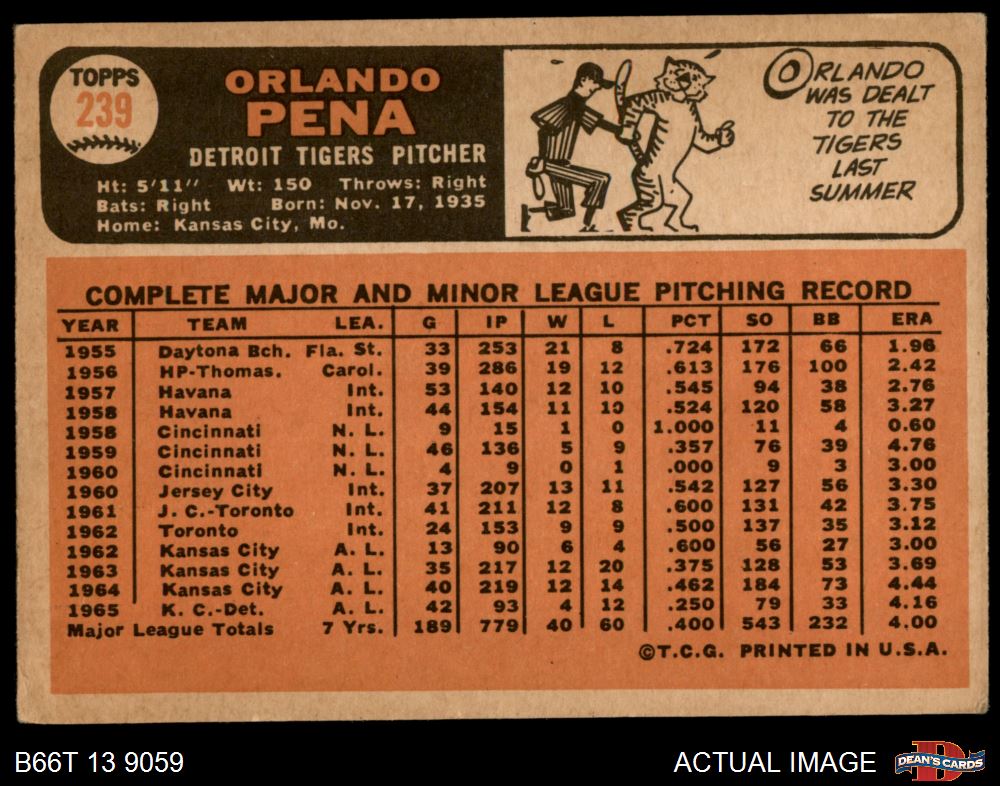 TOPPS
239
ORLANDO
PENA
DETROIT TIGERS PITCHER
Ht: 5'11" Wt: 150 Throws: Right
Bats: Right Born: Nov. 17, 1935
Home: Kansas City, Mo.
ORLANDO
WAS DEALT
TO THE
TIGERS
LAST
SUMMER
COMPLETE MAJOR AND MINOR LEAGUE PITCHING RECORD
YEAR TEAM LEA. G IP W L PCT SO BB ERA
1955 Daytona Bch. Fla. St. 33 253 21 8 .724 172 66 1.96
1956 HP-Thomas. Carol. 39 286 19 12 .613 176 100 2.42
1957 Havana Int. 53 140 12 10 .545 94 38 2.76
1958 Havana Int. 44 154 11 10 .524 120 58 3.27
1958 Cincinnati N. L. 9 15 1 0 1.000 11 4 0.60
1959 Cincinnati N. L. 46 136 5 9 .357 76 39 4.76
1960 Cincinnati N. L. 4 9 0 1 .000 9 3 3.00
1960 Jersey City Int. 37 207 13 11 .542 127 56 3.30
1961 J. C.-Toronto Int. 41 211 12 8 .600 131 42 3.75
1962 Toronto Int. 24 153 9 9 .500 137 35 3.12
1962 Kansas City A. L. 13 90 6 4 .600 56 27 3.00
1963 Kansas City A. L. 35 217 12 20 .375 128 53 3.69
1964 Kansas City A. L. 40 219 12 14 .462 184 73 4.44
1965 K. C.-Det. A. L. 42 93 4 12 .250 79 33 4.16
Major League Totals 7 Yrs. 189 779 40 60 .400 543 232 4.00
©T.C.G. PRINTED IN U.S.A.
B66T 13 9059
ACTUAL IMAGE
D
DEAN'S CARDS